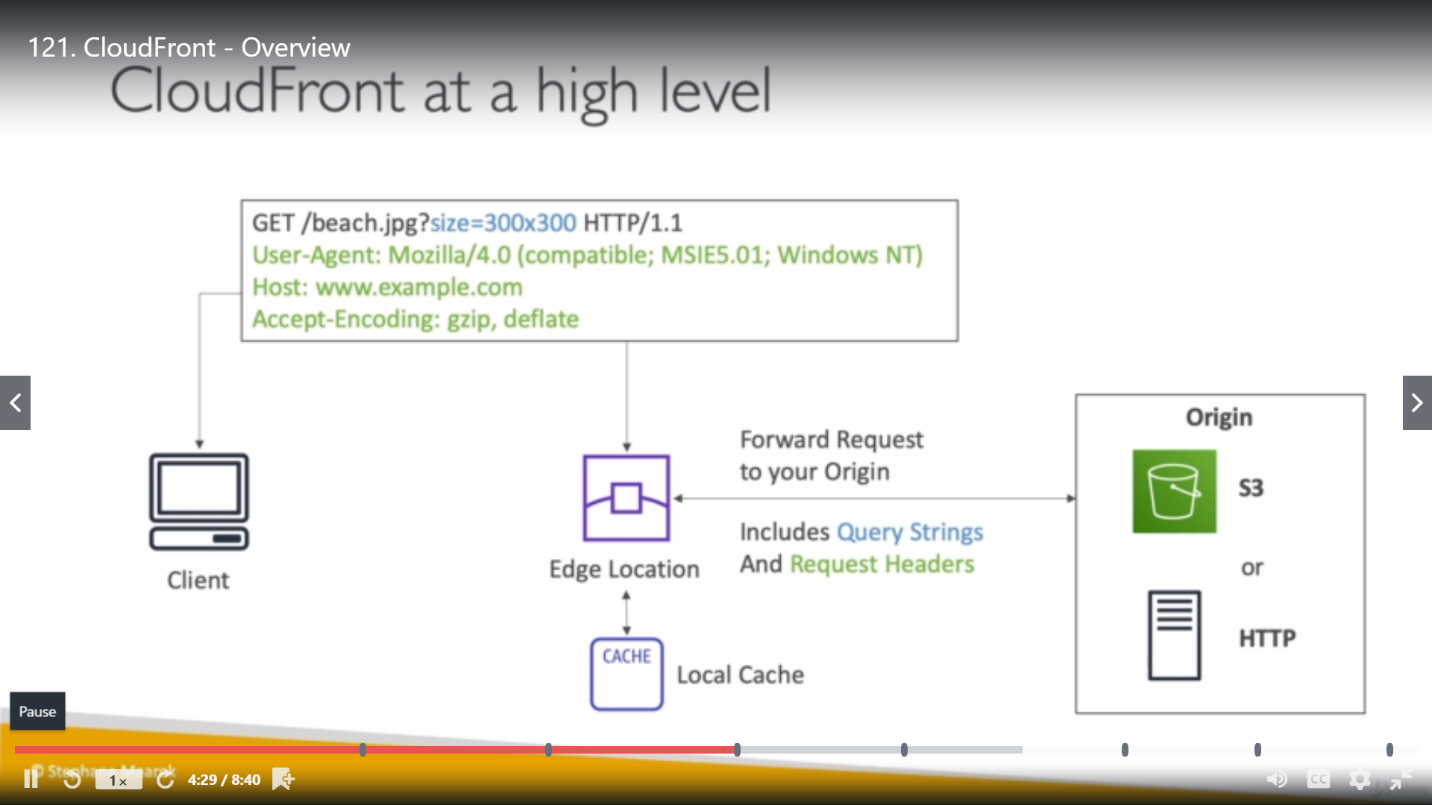 121. CloudFront - Overview
CloudFront at a high level
GET /beach.jpg?size=300x300 HTTP/1.1
User-Agent: Mozilla/4.0 (compatible; MSIE5.01; Windows NT)
Host: www.example.com
Accept-Encoding: gzip, deflate
Forward Request
to your Origin
Includes Query Strings
And Request Headers
Origin
S3
or
HTTP
Client
Edge Location
CACHE
Local Cache
Pause
© Stephane Maarek
1x
4:29 / 8:40
CC